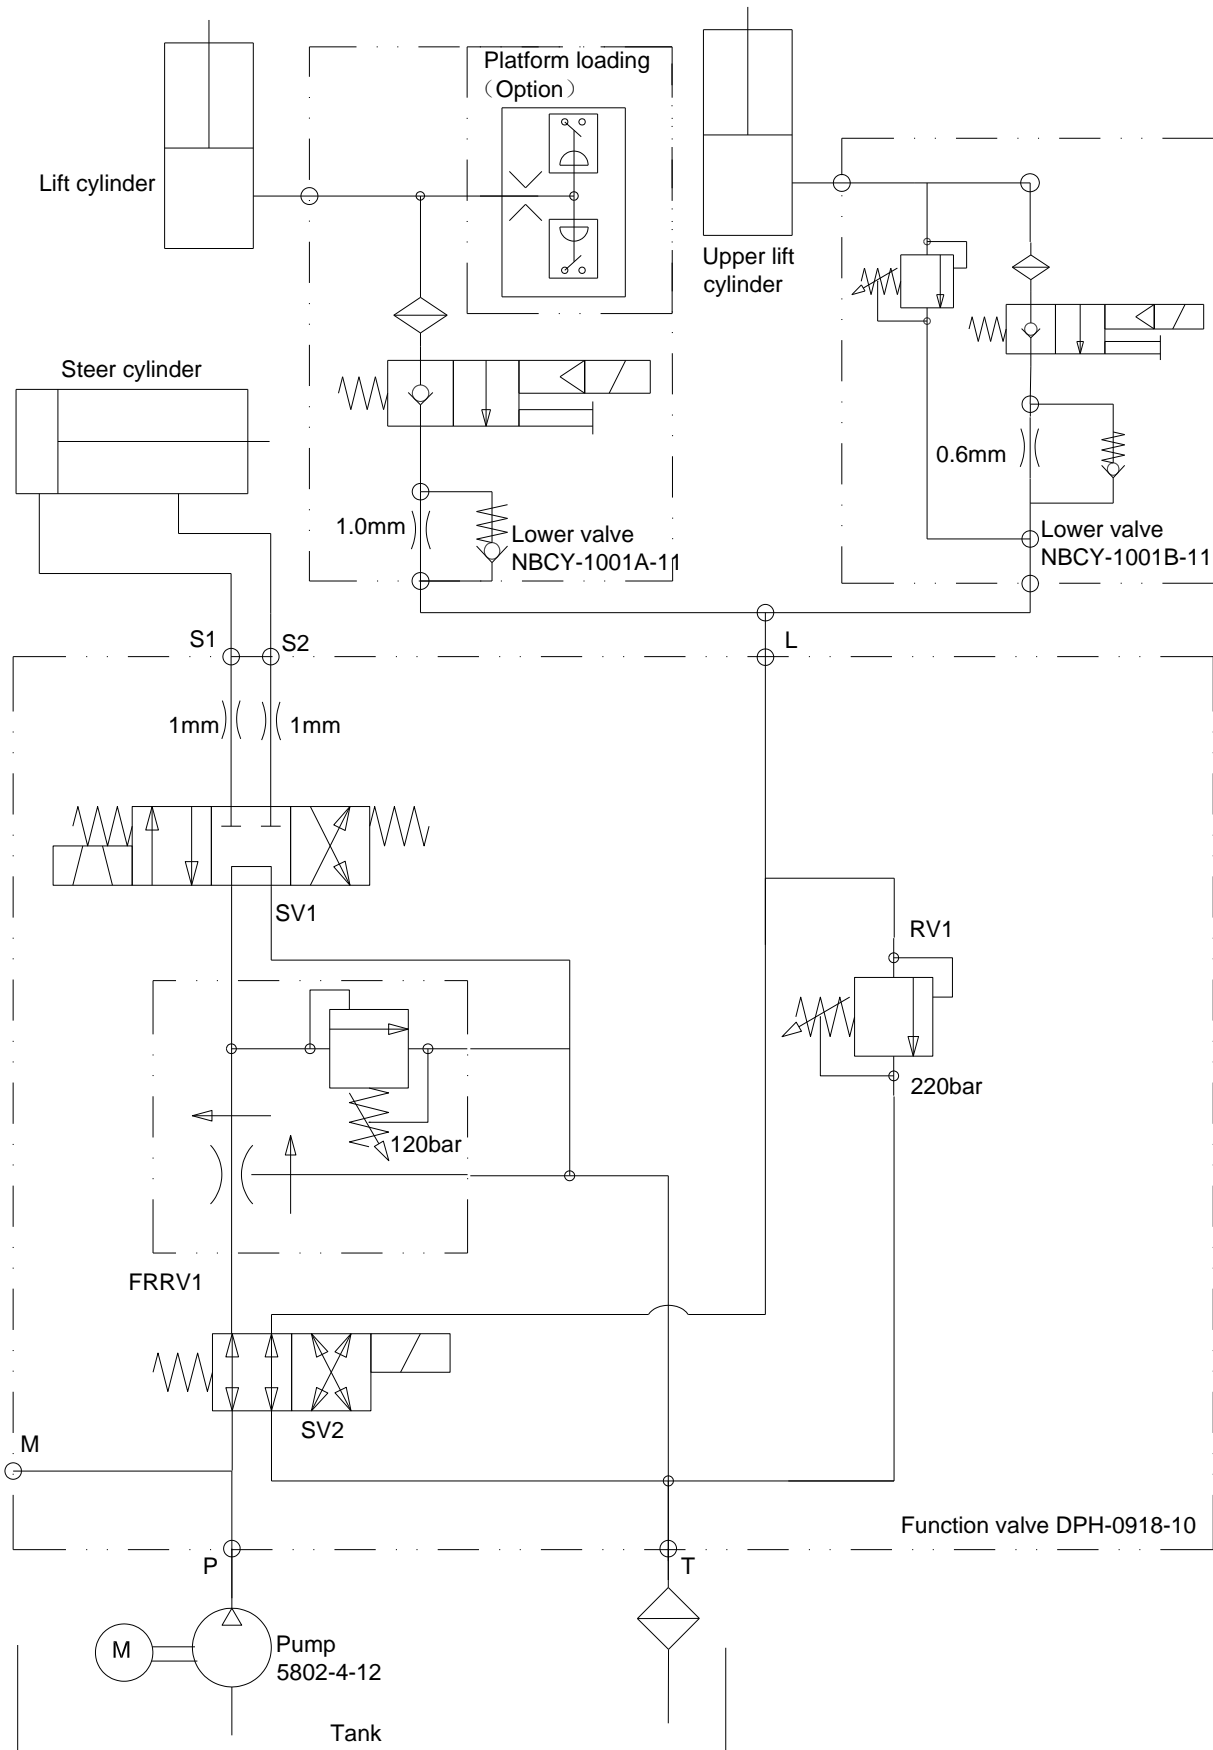 Platform loading
（Option）
Lift cylinder
Upper lift
cylinder
Steer cylinder
0.6mm
1.0mm
Lower valve
NBCY-1001A-11
Lower valve
NBCY-1001B-11
S1
S2
L
1mm
1mm
SV1
RV1
220bar
120bar
FRRV1
SV2
M
Function valve DPH-0918-10
P
T
M
Pump
5802-4-12
Tank